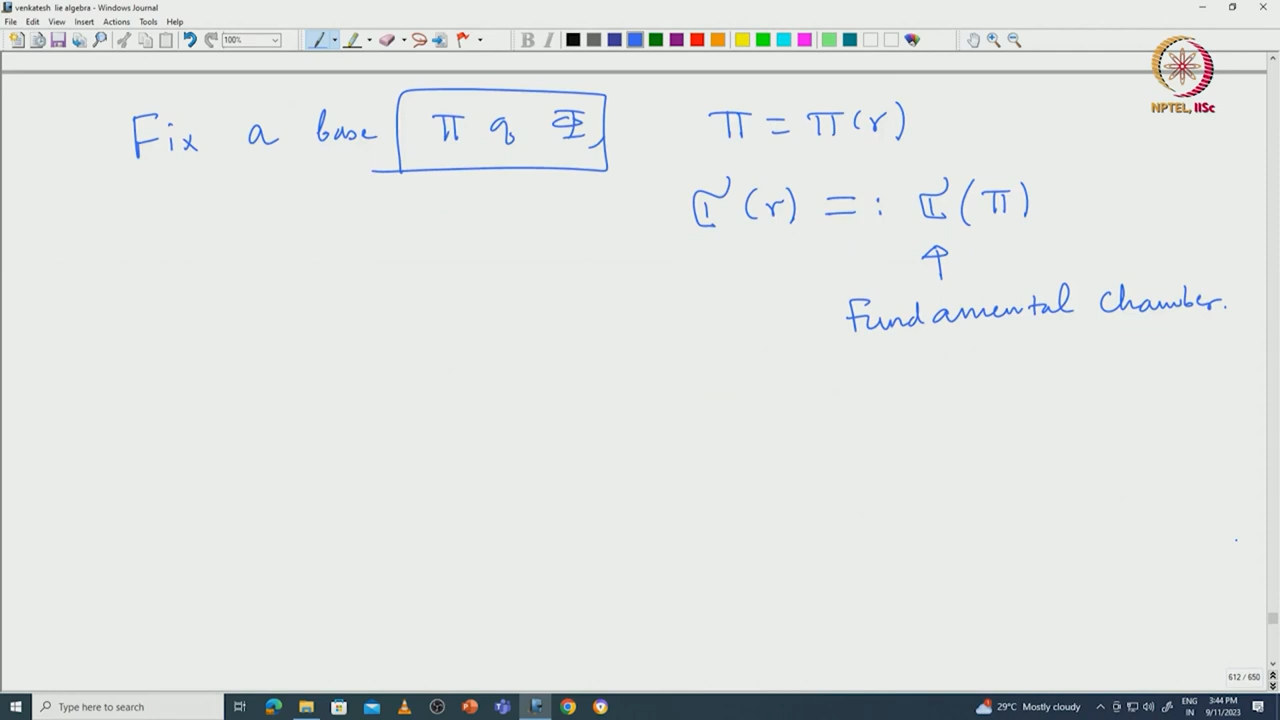 venkatesh lie algebra - Windows Journal
File Edit View Insert Actions Tools Help
100%
NPTEL, IISc
Fix a base Π of Φ, Π = Π(r)
ℭ(r) =: ℭ(Π)
↑
Fundamental chamber.
612 / 650
Type here to search
29°C Mostly cloudy
ENG
IN
3:44 PM
9/11/2023